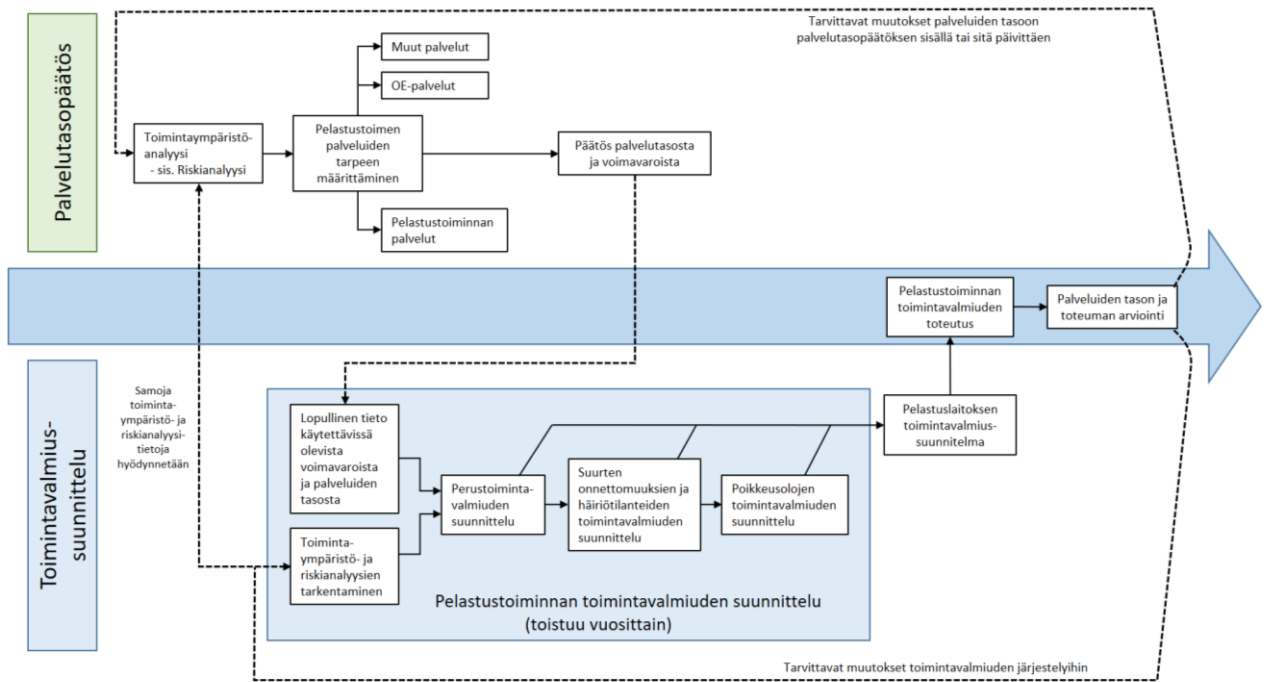 Palvelutasopäätös
Tarvittavat muutokset palveluiden tasoon
palvelutasopäätöksen sisällä tai sitä päivittäen
Muut palvelut
OE-palvelut
Toimintaympäristö-
analyysi
- sis. Riskianalyysi
Pelastustoimen
palveluiden
tarpeen
määrittäminen
Päätös palvelutasosta
ja voimavaroista
Pelastustoiminnan
palvelut
Pelastustoiminnan
toimintavalmiuden
toteutus
Palveluiden tason ja
toteuman arviointi
Toimintavalmius-
suunnittelu
Samoja
toiminta-
ympäristö- ja
riskianalyysi-
tietoja
hyödynnetään
Lopullinen tieto
käytettävissä
olevista
voimavaroista
ja palveluiden
tasosta
Toiminta-
ympäristö- ja
riskianalyysien
tarkentaminen
Perustoiminta-
valmiuden
suunnittelu
Suurten
onnettomuuksien ja
häiriötilanteiden
toimintavalmiuden
suunnittelu
Poikkeusolojen
toimintavalmiuden
suunnittelu
Pelastuslaitoksen
toimintavalmius-
suunnitelma
Pelastustoiminnan toimintavalmiuden suunnittelu
(toistuu vuosittain)
Tarvittavat muutokset toimintavalmiuden järjestelyihin